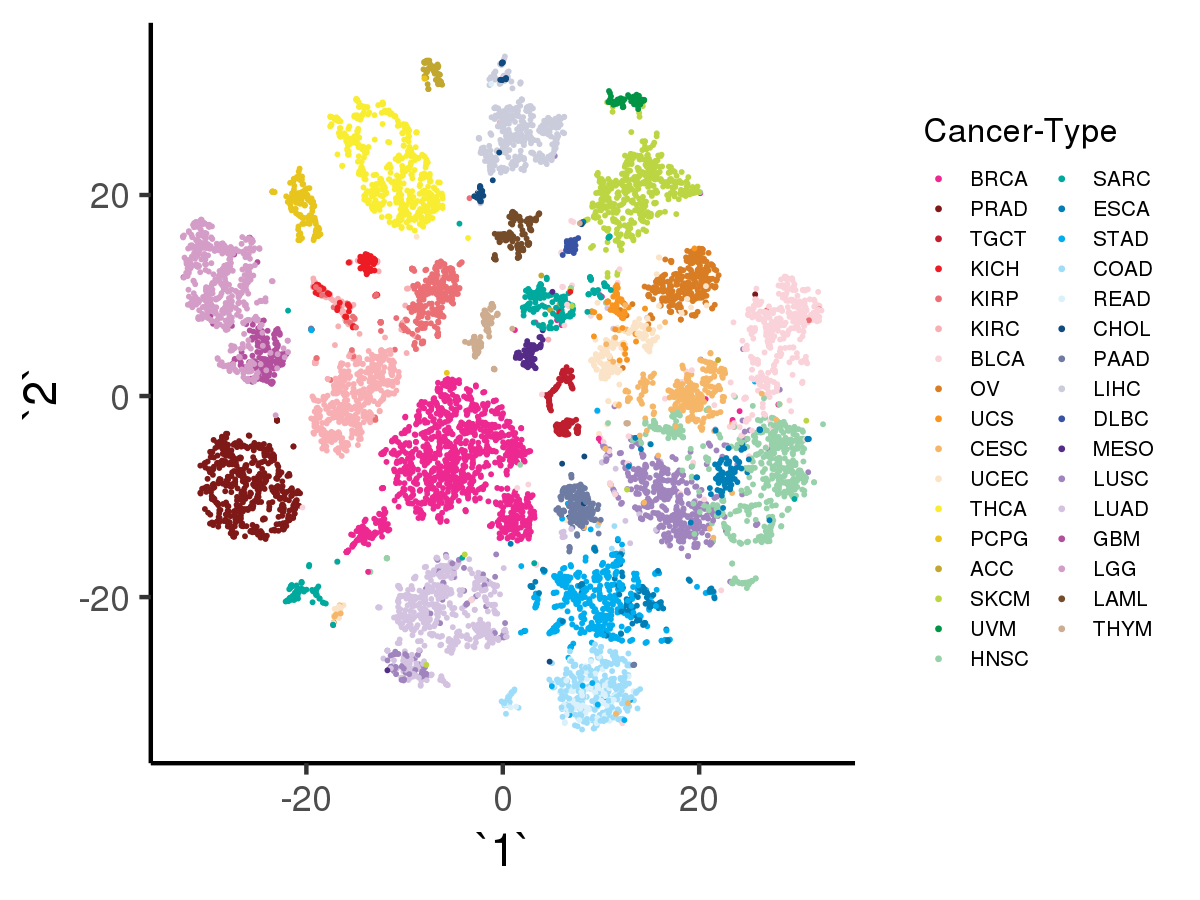 Cancer-Type
BRCA
PRAD
TGCT
KICH
KIRP
KIRC
BLCA
OV
UCS
CESC
UCEC
THCA
PCPG
ACC
SKCM
UVM
HNSC
SARC
ESCA
STAD
COAD
READ
CHOL
PAAD
LIHC
DLBC
MESO
LUSC
LUAD
GBM
LGG
LAML
THYM
20
0
-20
`2`
-20
0
20
`1`